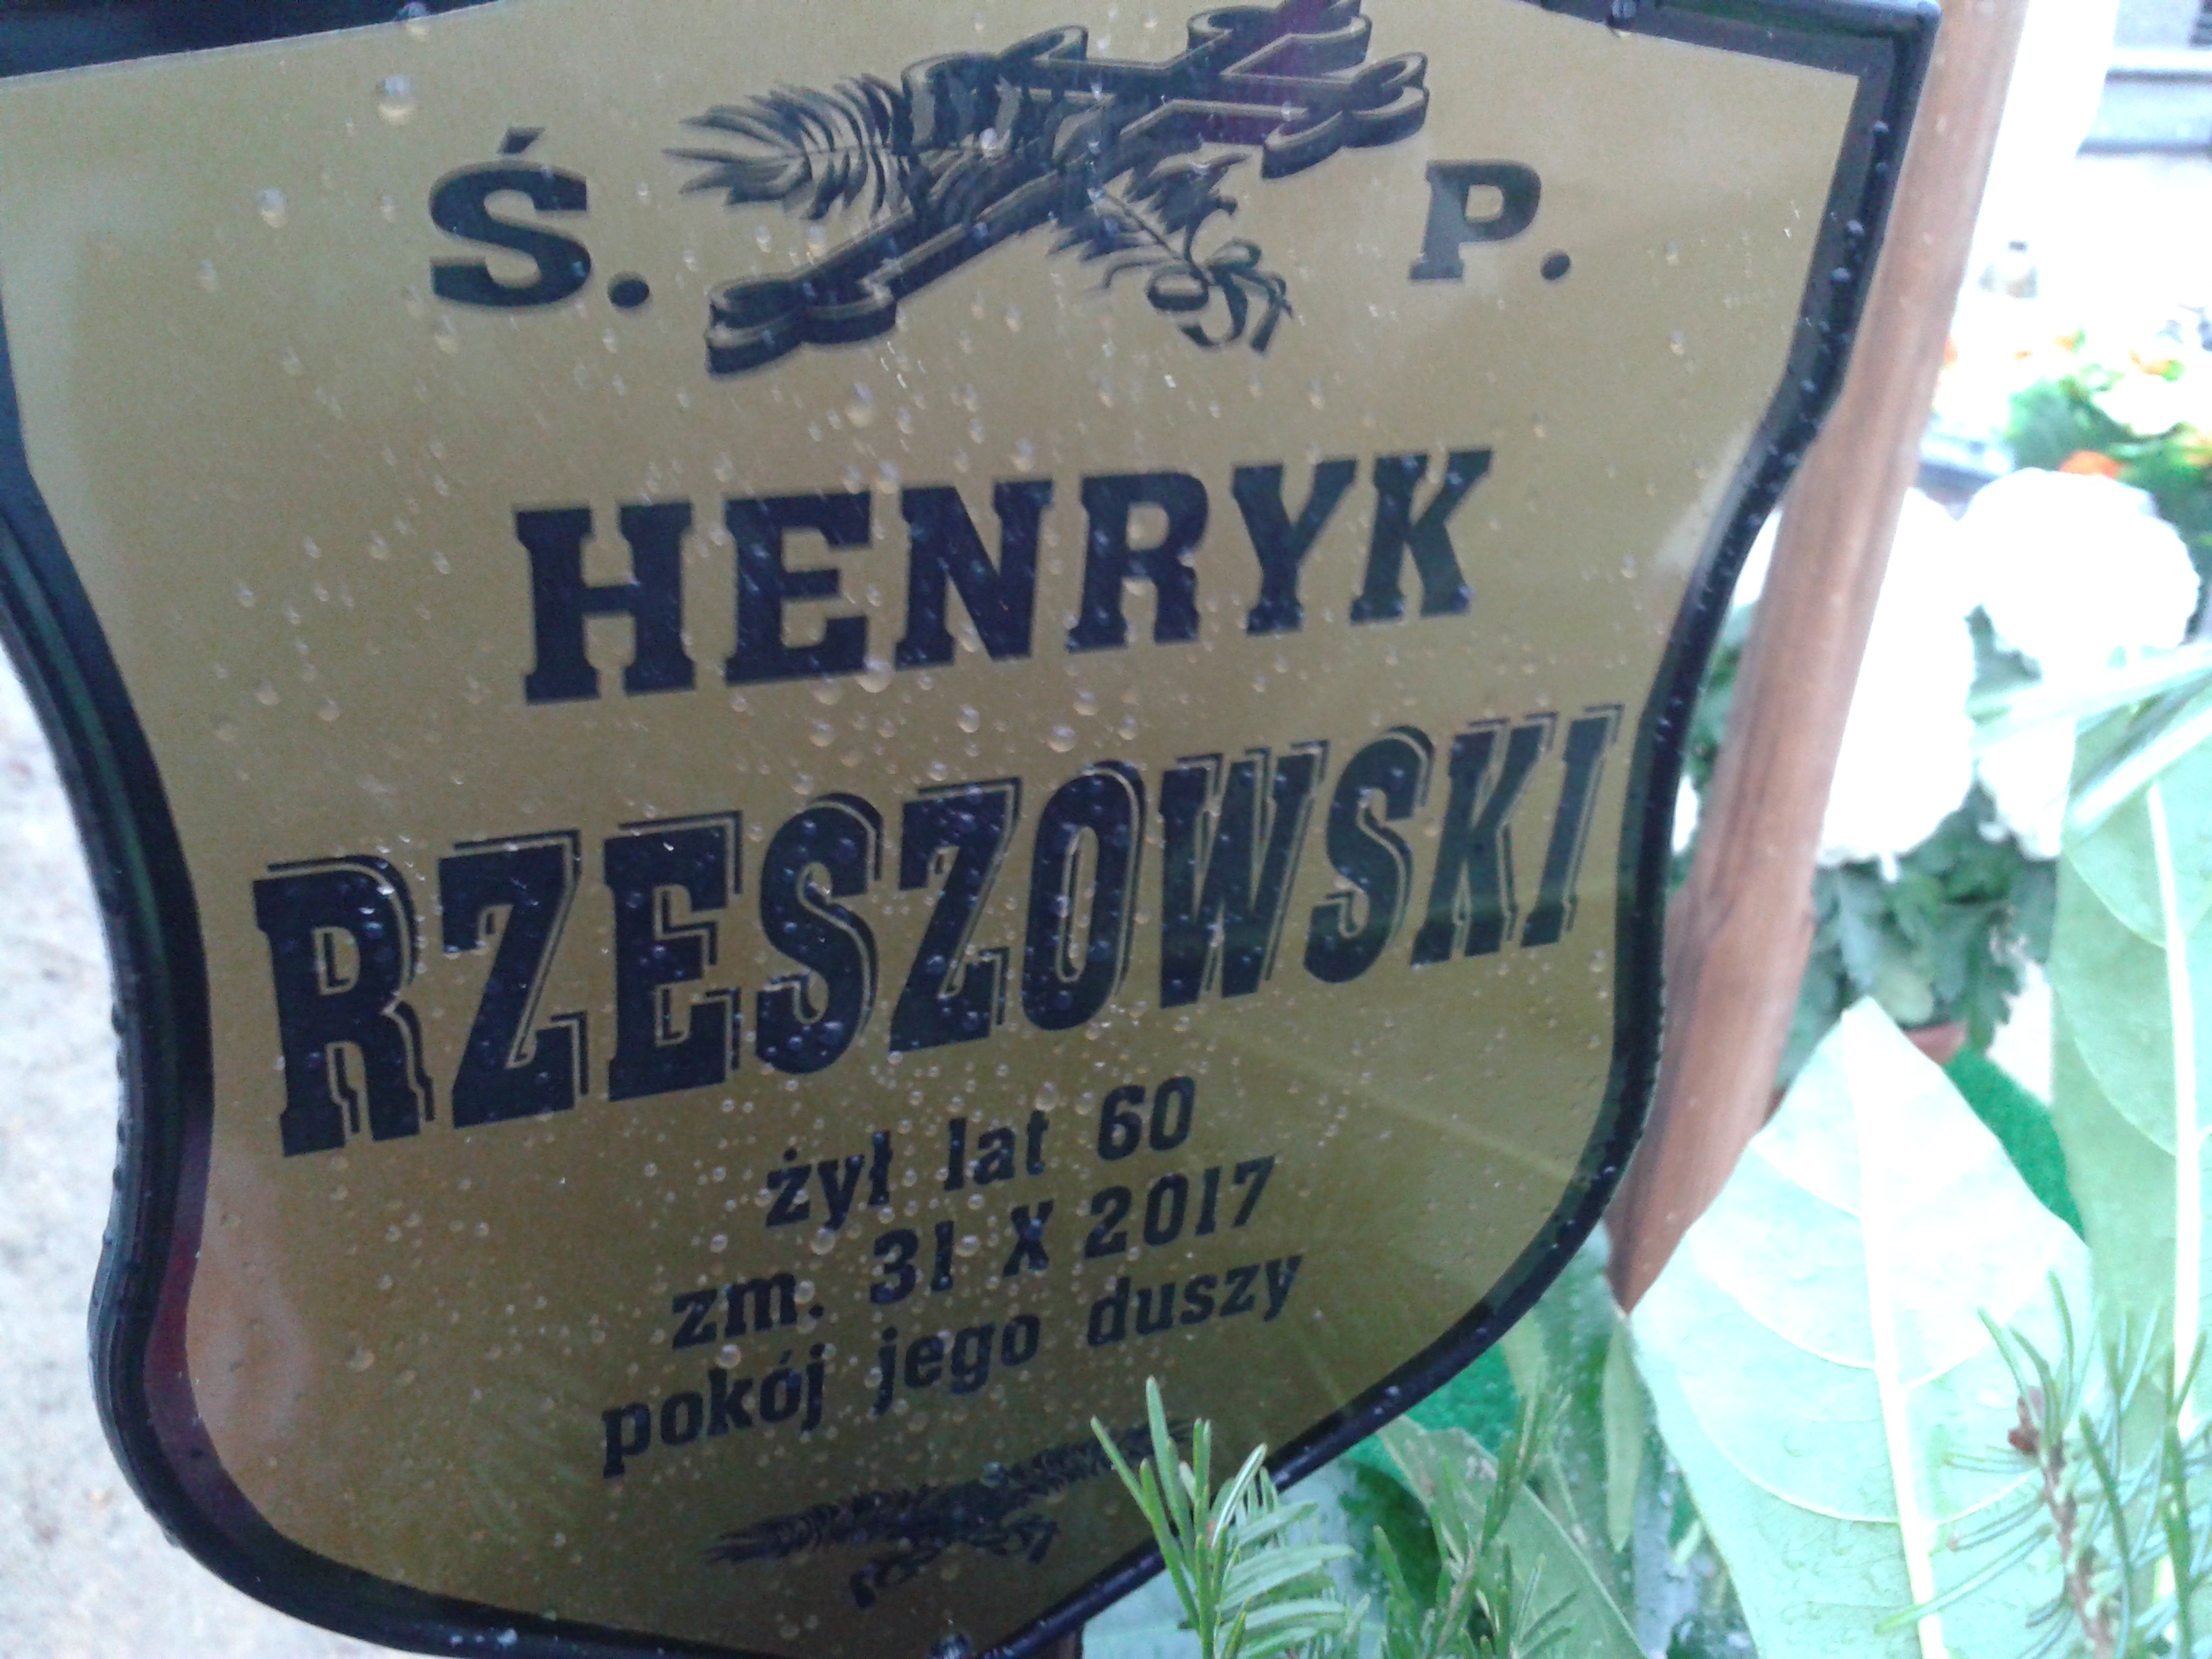 Ś. P.
HENRYK
RZESZOWSKI
żył lat 60
zm. 31 X 2017
pokój jego duszy